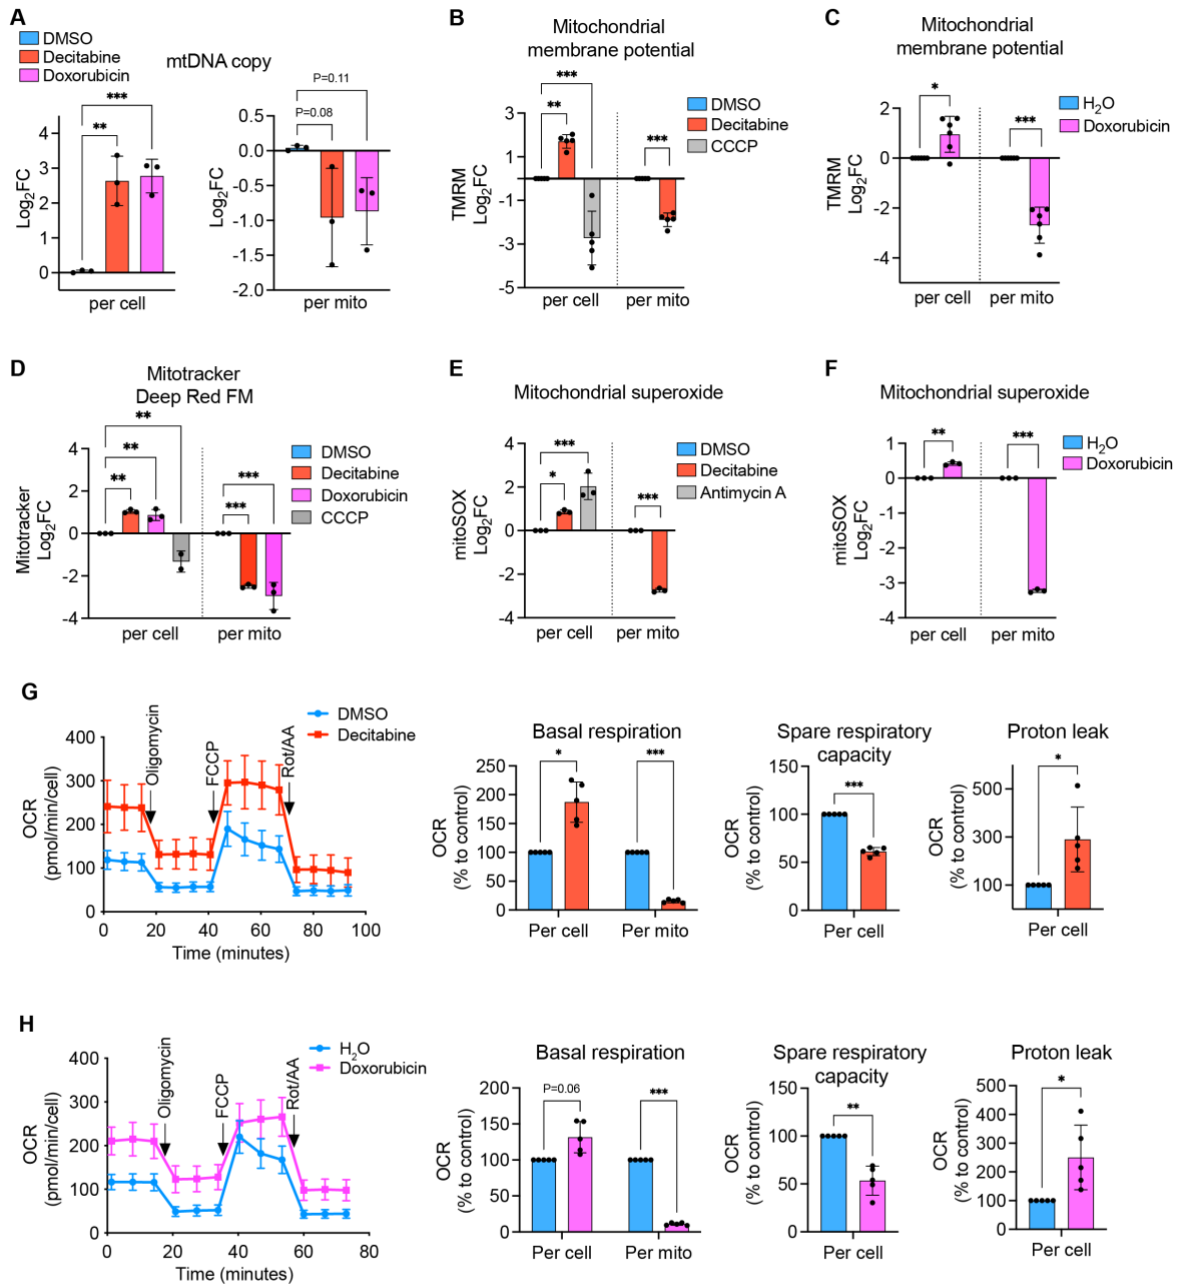 A
DMSO
Decitabine
Doxorubicin
mtDNA copy
Log2FC
4
3
2
1
0
**
***
per cell
Log2FC
0.5
0.0
-0.5
-1.0
-1.5
-2.0
P=0.08
P=0.11
per mito
B
Mitochondrial
membrane potential
DMSO
Decitabine
CCCP
TMRM
Log2FC
3
1
-1
-3
-5
***
**
***
per cell
per mito
C
Mitochondrial
membrane potential
H2O
Doxorubicin
TMRM
Log2FC
2
0
-2
-4
*
***
per cell
per mito
D
Mitotracker
Deep Red FM
DMSO
Decitabine
Doxorubicin
CCCP
Mitotracker
Log2FC
4
2
0
-2
-4
**
**
**
***
***
per cell
per mito
E
Mitochondrial superoxide
DMSO
Decitabine
Antimycin A
mitoSOX
Log2FC
4
2
0
-2
-4
***
*
***
per cell
per mito
F
Mitochondrial superoxide
H2O
Doxorubicin
mitoSOX
Log2FC
1
0
-1
-2
-3
-4
**
***
per cell
per mito
G
DMSO
Decitabine
OCR
(pmol/min/cell)
400
300
200
100
0
Oligomycin
FCCP
Rot/AA
0 20 40 60 80 100
Time (minutes)
Basal respiration
OCR
(% to control)
250
200
150
100
50
0
*
***
Per cell
Per mito
Spare respiratory
capacity
OCR
(% to control)
150
100
50
0
***
Per cell
Proton leak
OCR
(% to control)
500
300
100
*
Per cell
H
H2O
Doxorubicin
OCR
(pmol/min/cell)
400
300
200
100
0
Oligomycin
FCCP
Rot/AA
0 20 40 60 80
Time (minutes)
Basal respiration
OCR
(% to control)
200
150
100
50
0
P=0.06
***
Per cell
Per mito
Spare respiratory
capacity
OCR
(% to control)
150
100
50
0
**
Per cell
Proton leak
OCR
(% to control)
500
400
300
200
100
0
*
Per cell